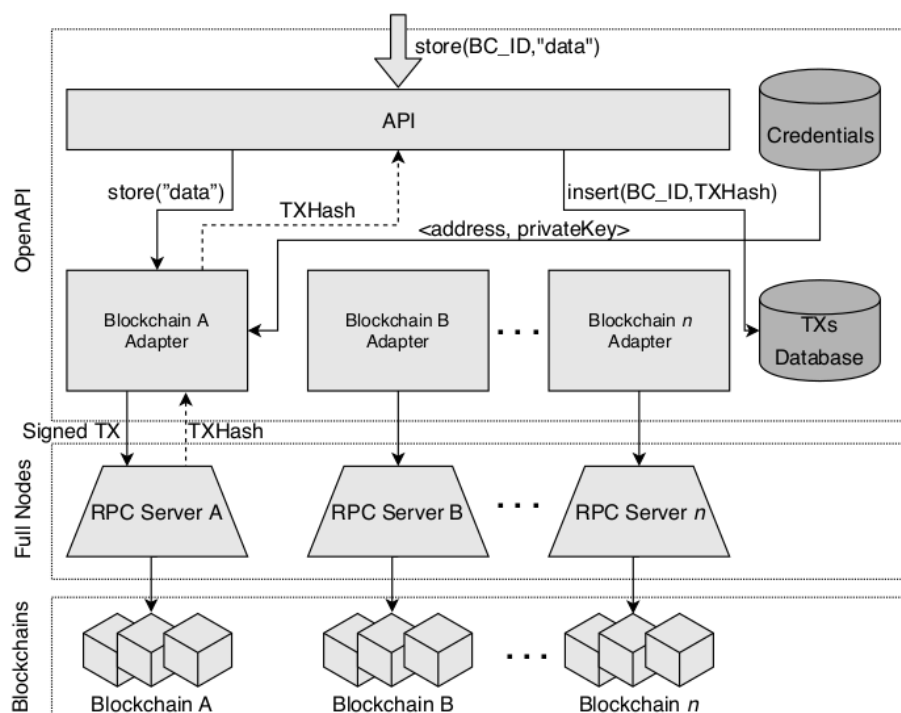 store(BC_ID,"data")
API
Credentials
store("data")
TXHash
insert(BC_ID,TXHash)
<address, privateKey>
OpenAPI
Blockchain A
Adapter
Blockchain B
Adapter
. . .
Blockchain n
Adapter
TXs
Database
Signed TX
TXHash
Full Nodes
RPC Server A
RPC Server B
. . .
RPC Server n
Blockchains
. . .
Blockchain A
Blockchain B
Blockchain n